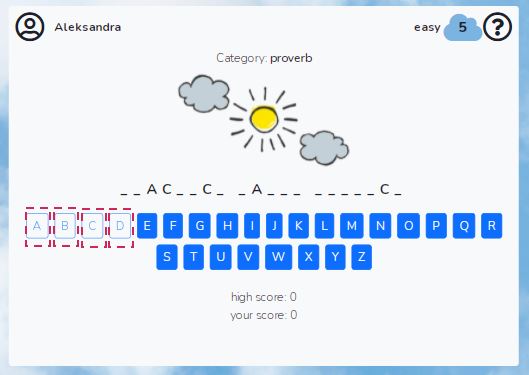 Aleksandra
easy 5 ?
Category: proverb
_ _ A C _ _ C _ _ A _ _ _ _ _ _ _ _ C _
A B C D E F G H I J K L M N O P Q R
S T U V W X Y Z
high score: 0
your score: 0